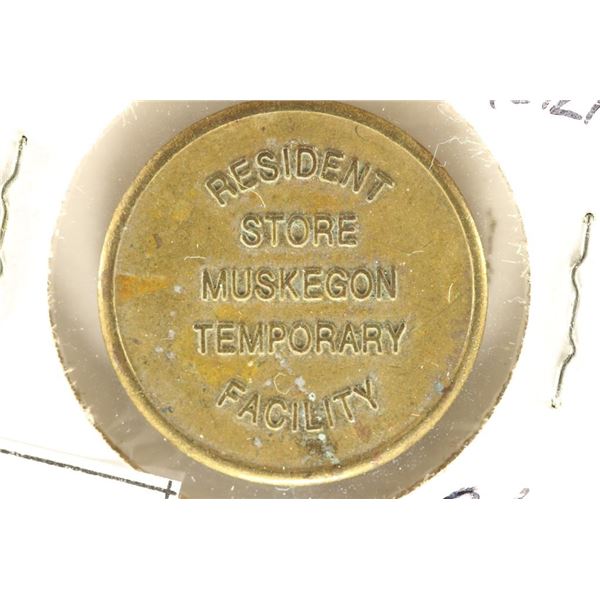 RESIDENT
STORE
MUSKEGON
TEMPORARY
FACILITY